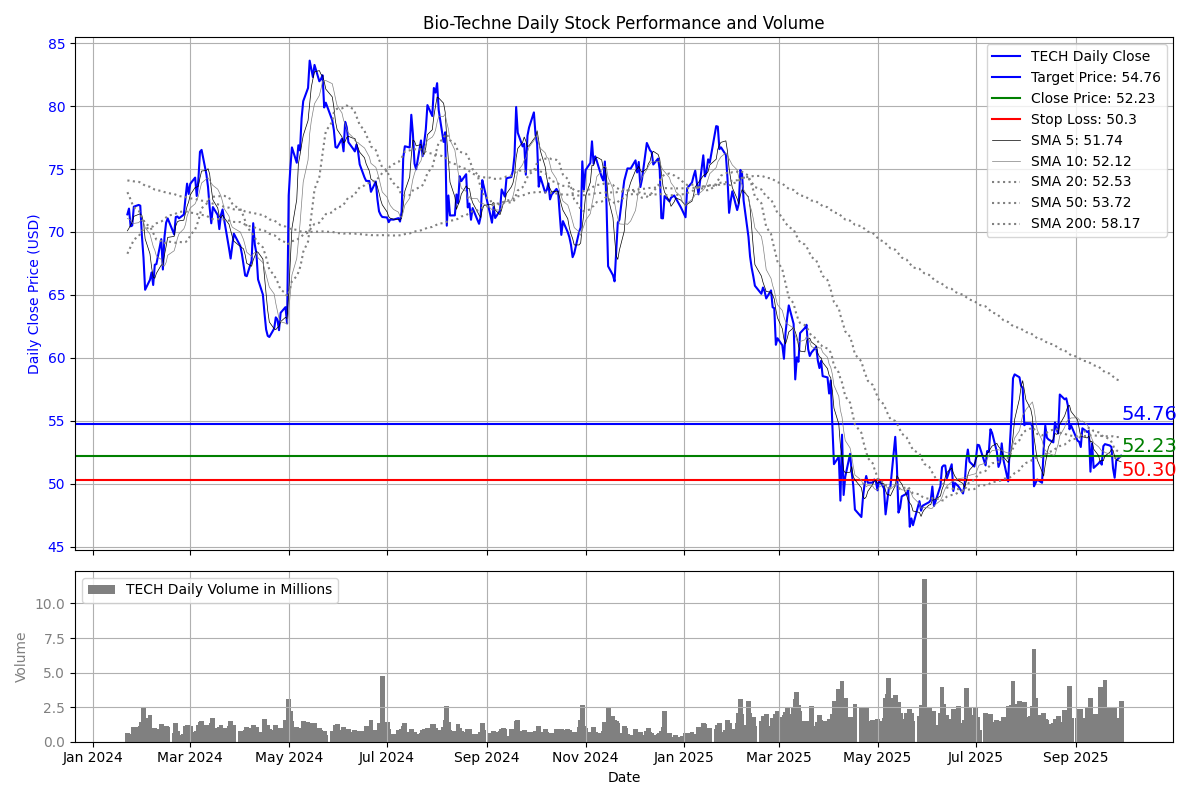 Bio-Techne Daily Stock Performance and Volume
85
80
75
70
65
60
55
50
45
Daily Close Price (USD)
TECH Daily Close
Target Price: 54.76
Close Price: 52.23
Stop Loss: 50.3
SMA 5: 51.74
SMA 10: 52.12
SMA 20: 52.53
SMA 50: 53.72
SMA 200: 58.17
54.76
52.23
50.30
TECH Daily Volume in Millions
10.0
7.5
5.0
2.5
0.0
Volume
Jan 2024 Mar 2024 May 2024 Jul 2024 Sep 2024 Nov 2024 Jan 2025 Mar 2025 May 2025 Jul 2025 Sep 2025
Date